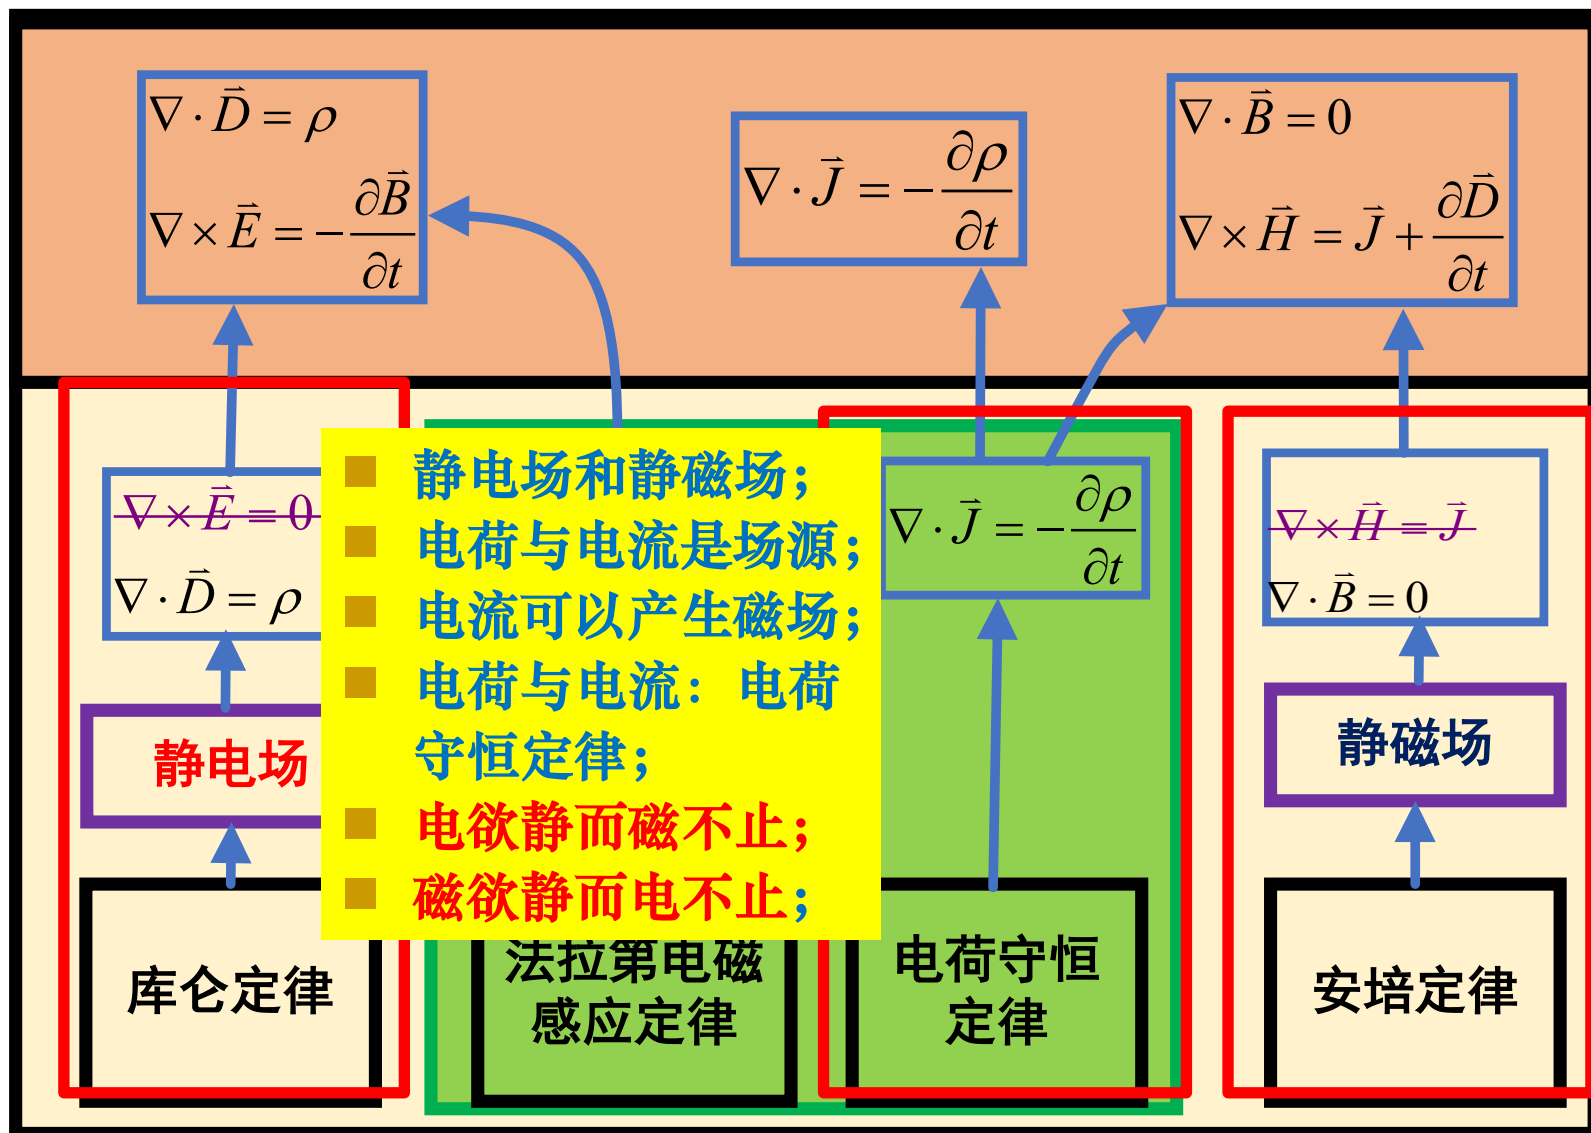 ∇·D⃗ = ρ
∇×E⃗ = −∂B⃗/∂t
∇·J⃗ = −∂ρ/∂t
∇·B⃗ = 0
∇×H⃗ = J⃗ + ∂D⃗/∂t
∇×E⃗ = 0
∇·D⃗ = ρ
静电场
库仑定律
■ 静电场和静磁场；
■ 电荷与电流是场源；
■ 电流可以产生磁场；
■ 电荷与电流：电荷
守恒定律；
■ 电欲静而磁不止；
■ 磁欲静而电不止；
法拉第电磁
感应定律
∇·J⃗ = −∂ρ/∂t
电荷守恒
定律
∇×H⃗ = J⃗
∇·B⃗ = 0
静磁场
安培定律